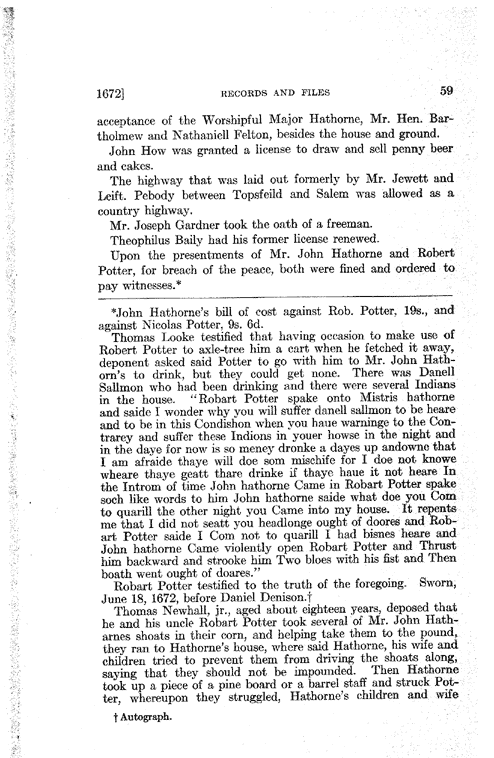 1672] RECORDS AND FILES 59
acceptance of the Worshipful Major Hathorne, Mr. Hen. Bar-
tholmew and Nathaniell Felton, besides the house and ground.
John How was granted a license to draw and sell penny beer
and cakes.
The highway that was laid out formerly by Mr. Jewett and
Leift. Pebody between Topsfeild and Salem was allowed as a
country highway.
Mr. Joseph Gardner took the oath of a freeman.
Theophilus Baily had his former license renewed.
Upon the presentments of Mr. John Hathorne and Robert
Potter, for breach of the peace, both were fined and ordered to
pay witnesses.*
*John Hathorne's bill of cost against Rob. Potter, 19s., and
against Nicolas Potter, 9s. 6d.
Thomas Looke testified that having occasion to make use of
Robert Potter to axle-tree him a cart when he fetched it away,
deponent asked said Potter to go with him to Mr. John Hath-
orn's to drink, but they could get none. There was Danell
Sallmon who had been drinking and there were several Indians
in the house. "Robart Potter spake onto Mistris hathorne
and saide I wonder why you will suffer danell sallmon to be heare
and to be in this Condishon when you haue warninge to the Con-
trarey and suffer these Indions in youer howse in the night and
in the daye for now is so meney dronke a dayes up andowne that
I am afraide thaye will doe som mischife for I doe not knowe
wheare thaye geatt thare drinke if thaye haue it not heare In
the Introm of time John hathorne Came in Robart Potter spake
soch like words to him John hathorne saide what doe you Com
to quarill the other night you Came into my house. It repents
me that I did not seatt you headlonge ought of doores and Rob-
art Potter saide I Com not to quarill I had bisnes heare and
John hathorne Came violently open Robart Potter and Thrust
him backward and strooke him Two bloes with his fist and Then
boath went ought of doares."
Robart Potter testified to the truth of the foregoing. Sworn,
June 18, 1672, before Daniel Denison.†
Thomas Newhall, jr., aged about eighteen years, deposed that
he and his uncle Robart Potter took several of Mr. John Hath-
arnes shoats in their corn, and helping take them to the pound,
they ran to Hathorne's house, where said Hathorne, his wife and
children tried to prevent them from driving the shoats along,
saying that they should not be impounded. Then Hathorne
took up a piece of a pine board or a barrel staff and struck Pot-
ter, whereupon they struggled, Hathorne's children and wife
† Autograph.